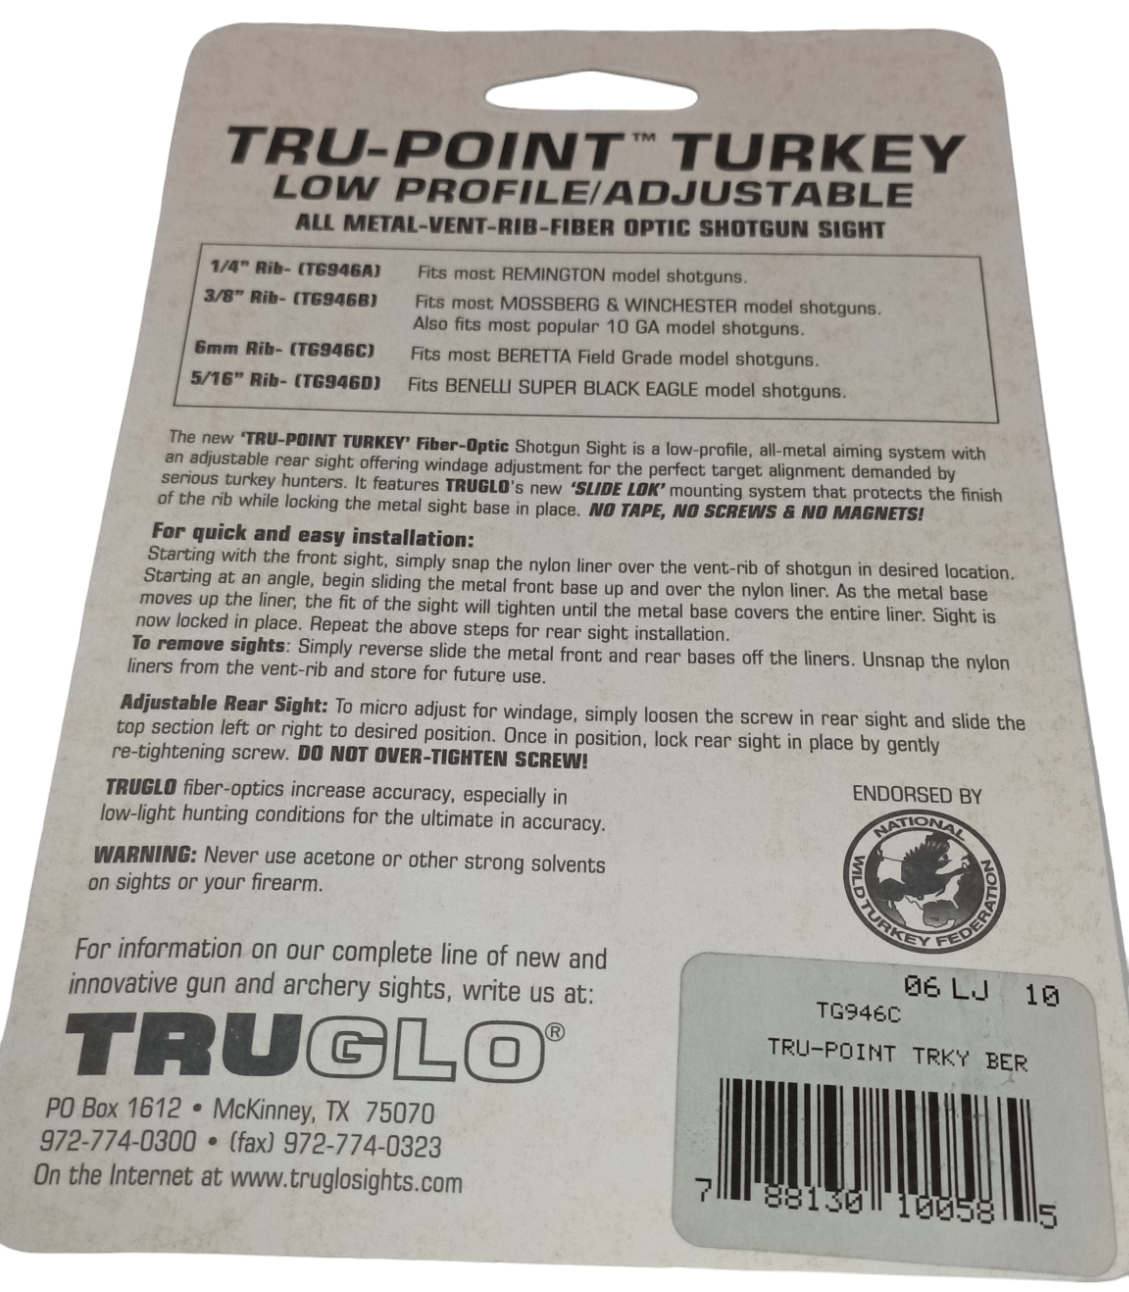 TRU-POINT™ TURKEY
LOW PROFILE/ADJUSTABLE
ALL METAL-VENT-RIB-FIBER OPTIC SHOTGUN SIGHT
1/4" Rib- (TG946A) Fits most REMINGTON model shotguns.
3/8" Rib- (TG946B) Fits most MOSSBERG & WINCHESTER model shotguns.
Also fits most popular 10 GA model shotguns.
6mm Rib- (TG946C) Fits most BERETTA Field Grade model shotguns.
5/16" Rib- (TG946D) Fits BENELLI SUPER BLACK EAGLE model shotguns.
The new 'TRU-POINT TURKEY' Fiber-Optic Shotgun Sight is a low-profile, all-metal aiming system with
an adjustable rear sight offering windage adjustment for the perfect target alignment demanded by
serious turkey hunters. It features TRUGLO's new 'SLIDE LOK' mounting system that protects the finish
of the rib while locking the metal sight base in place. NO TAPE, NO SCREWS & NO MAGNETS!
For quick and easy installation:
Starting with the front sight, simply snap the nylon liner over the vent-rib of shotgun in desired location.
Starting at an angle, begin sliding the metal front base up and over the nylon liner. As the metal base
moves up the liner, the fit of the sight will tighten until the metal base covers the entire liner. Sight is
now locked in place. Repeat the above steps for rear sight installation.
To remove sights: Simply reverse slide the metal front and rear bases off the liners. Unsnap the nylon
liners from the vent-rib and store for future use.
Adjustable Rear Sight: To micro adjust for windage, simply loosen the screw in rear sight and slide the
top section left or right to desired position. Once in position, lock rear sight in place by gently
re-tightening screw. DO NOT OVER-TIGHTEN SCREW!
TRUGLO fiber-optics increase accuracy, especially in
low-light hunting conditions for the ultimate in accuracy.
WARNING: Never use acetone or other strong solvents
on sights or your firearm.
ENDORSED BY
NATIONAL
WILD TURKEY FEDERATION
For information on our complete line of new and
innovative gun and archery sights, write us at:
TRUGLO®
PO Box 1612 • McKinney, TX 75070
972-774-0300 • (fax) 972-774-0323
On the Internet at www.truglosights.com
06 LJ 10
TG946C
TRU-POINT TRKY BER
7 88130 10058 5